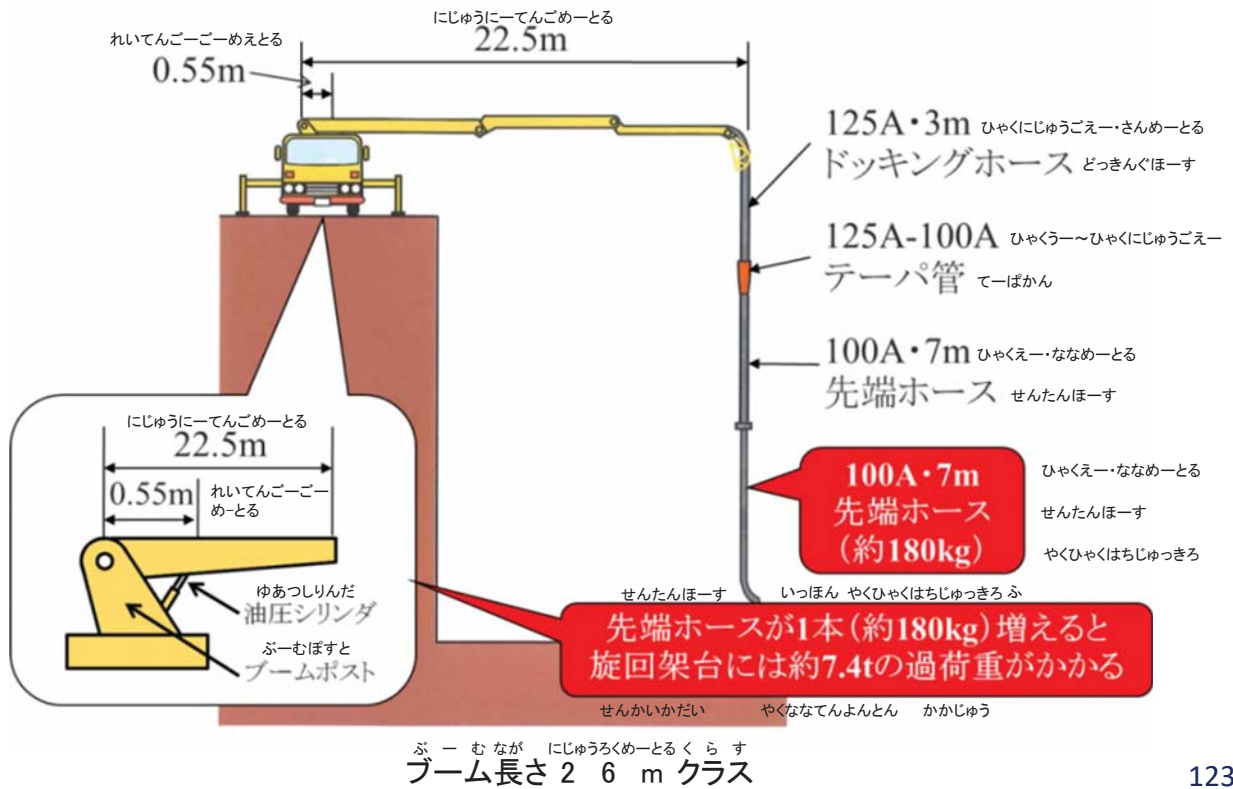 にじゅうにーてんごめーとる
22.5m
れいてんごーごーめえとる
0.55m
125A・3m ひゃくにじゅうごえー・さんめーとる
ドッキングホース どっきんぐほーす
125A-100A ひゃくうー～ひゃくにじゅうごえー
テーパ管 てーぱかん
100A・7m ひゃくえー・ななめーとる
先端ホース せんたんほーす
100A・7m ひゃくえー・ななめーとる
先端ホース せんたんほーす
（約180kg） やくひゃくはちじゅっきろ
にじゅうにーてんごめーとる
22.5m
0.55m れいてんごーごー
めーとる
ゆあつしりんだ
油圧シリンダ
ぶーむぽすと
ブームポスト
せんたんほーす いっほん やくひゃくはちじゅっきろ ふ
先端ホースが1本（約180kg）増えると
旋回架台には約7.4tの過荷重がかかる
せんかいかだい やくななてんよんとん かかじゅう
ぶーむなが にじゅうろくめーとるくらす
ブーム長さ26mクラス
123